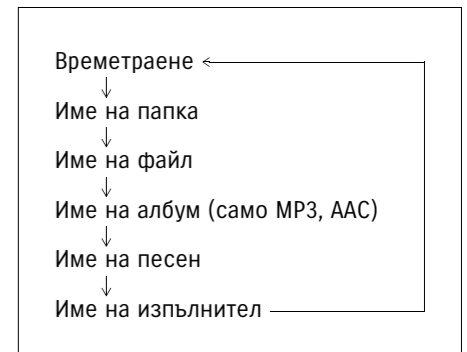 Времетраене
Име на папка
Име на файл
Име на албум (само MP3, AAC)
Име на песен
Име на изпълнител